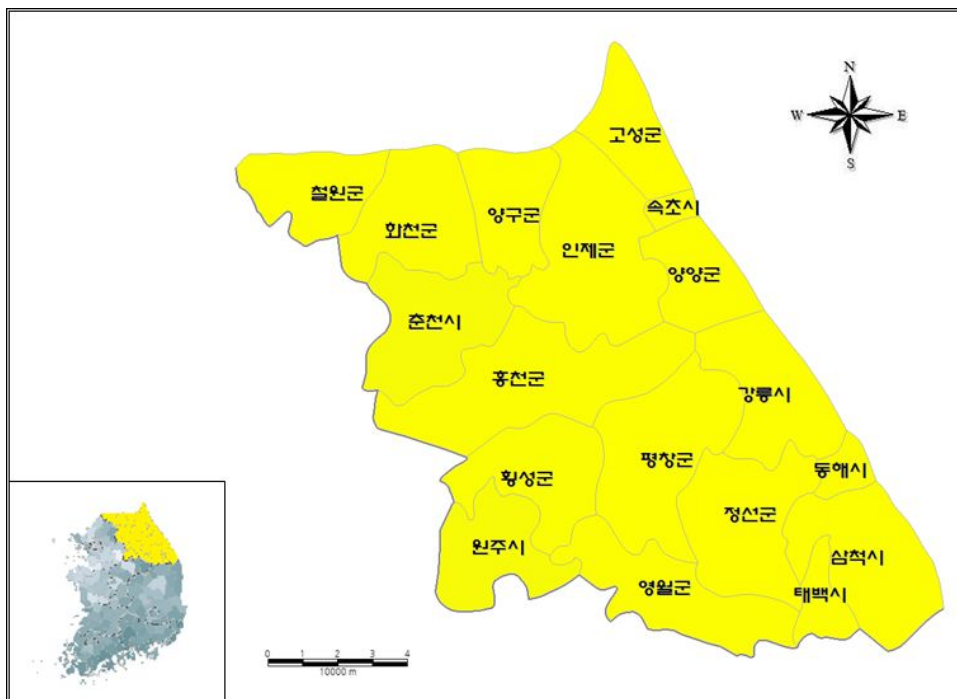 N
W E
S
고성군
속초시
철원군
화천군
양구군
인제군
양양군
춘천시
홍천군
강릉시
평창군
동해시
횡성군
정선군
원주시
삼척시
영월군
태백시
0 1 2 3 4
10000 m